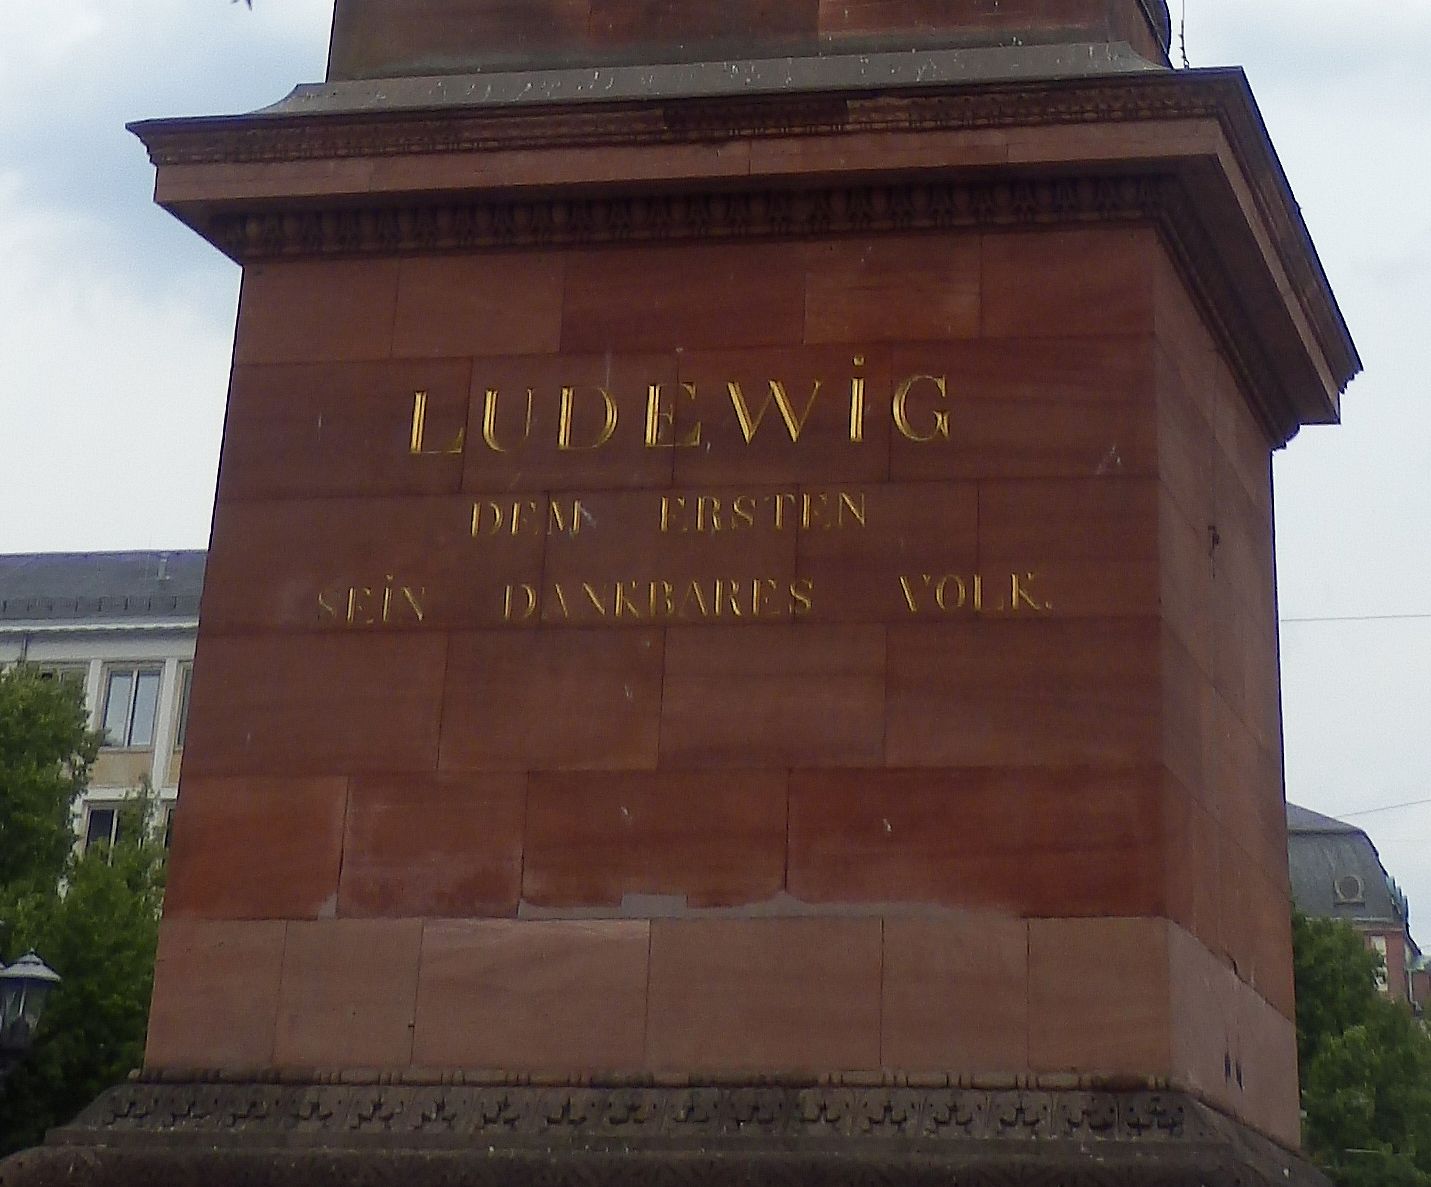 LUDEWiG
DEM ERSTEN
SEiN DANKBARES VOLK.